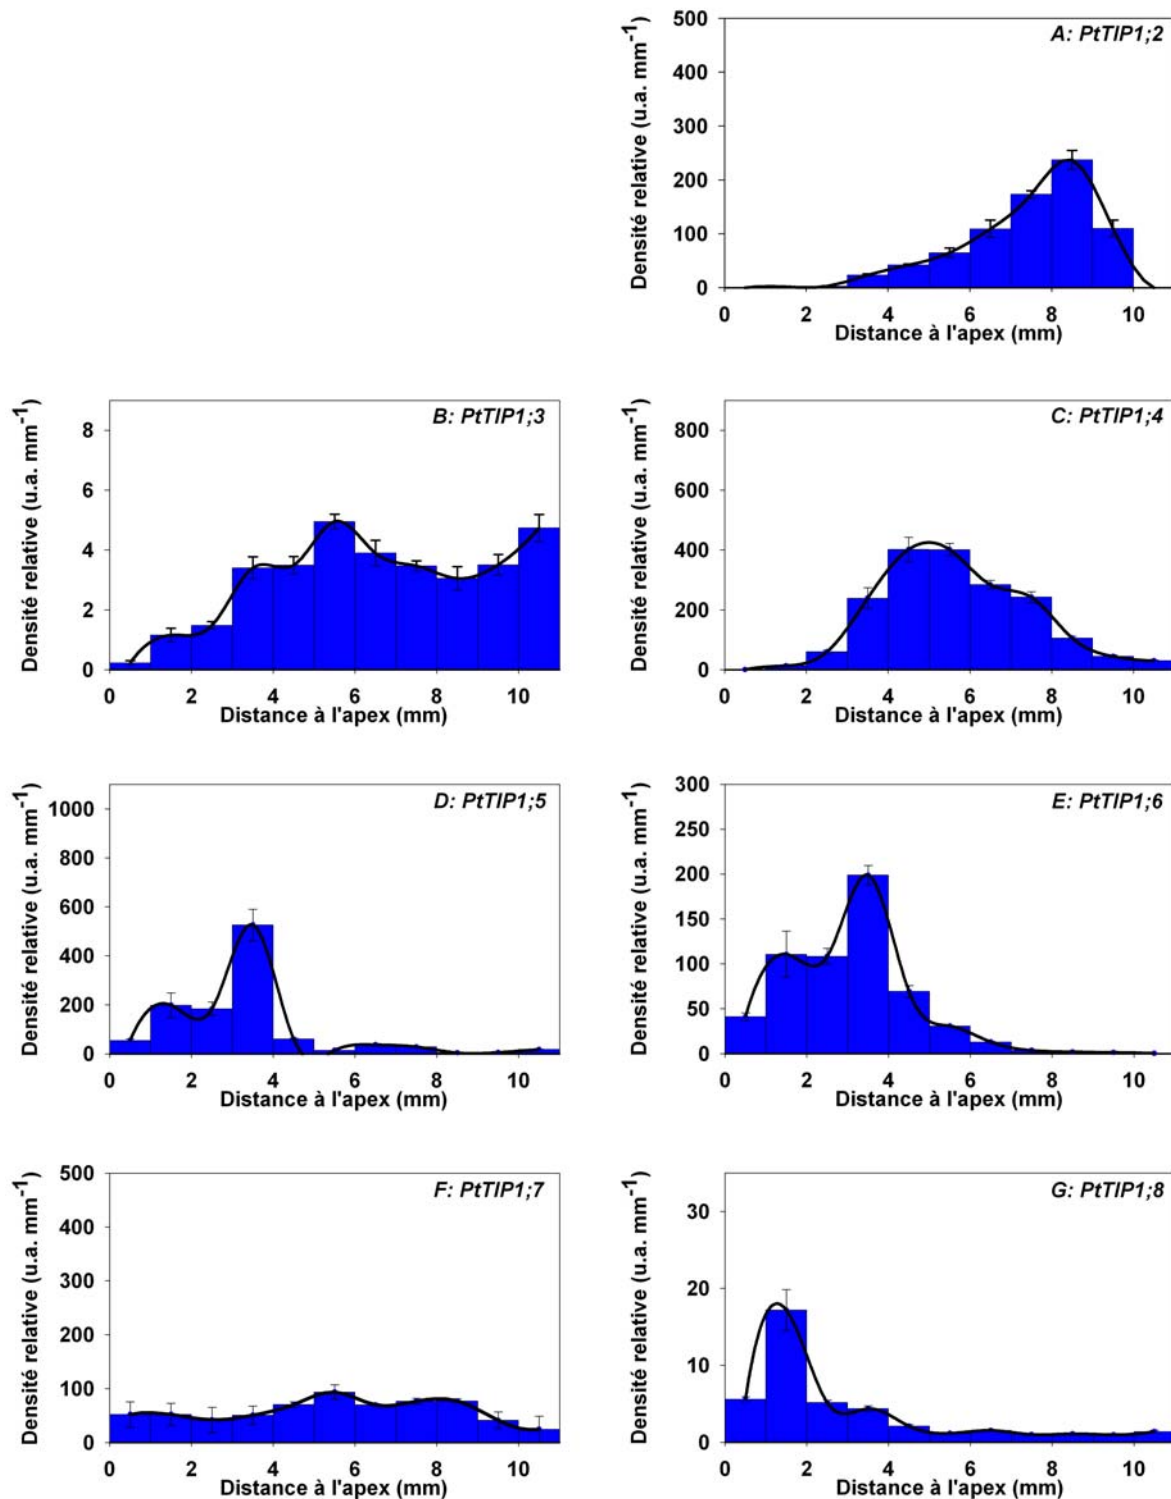 A: PtTIP1;2
Densité relative (u.a. mm-1)
500
400
300
200
100
0
0 2 4 6 8 10
Distance à l'apex (mm)
B: PtTIP1;3
Densité relative (u.a. mm-1)
8
6
4
2
0
0 2 4 6 8 10
Distance à l'apex (mm)
C: PtTIP1;4
Densité relative (u.a. mm-1)
800
600
400
200
0
0 2 4 6 8 10
Distance à l'apex (mm)
D: PtTIP1;5
Densité relative (u.a. mm-1)
1000
800
600
400
200
0
0 2 4 6 8 10
Distance à l'apex (mm)
E: PtTIP1;6
Densité relative (u.a. mm-1)
300
250
200
150
100
50
0
0 2 4 6 8 10
Distance à l'apex (mm)
F: PtTIP1;7
Densité relative (u.a. mm-1)
500
400
300
200
100
0
0 2 4 6 8 10
Distance à l'apex (mm)
G: PtTIP1;8
Densité relative (u.a. mm-1)
30
20
10
0
0 2 4 6 8 10
Distance à l'apex (mm)